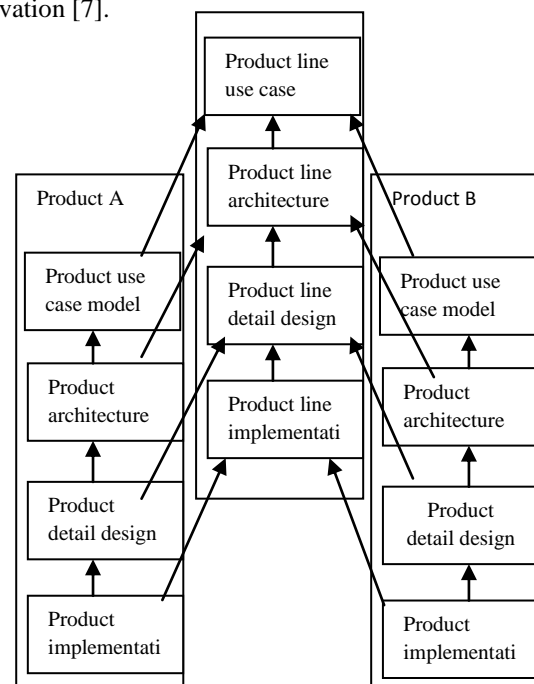 vation [7].
Product line
use case
Product line
architecture
Product line
detail design
Product line
implementati
Product A
Product use
case model
Product
architecture
Product
detail design
Product
implementati
Product B
Product use
case model
Product
architecture
Product
detail design
Product
implementati